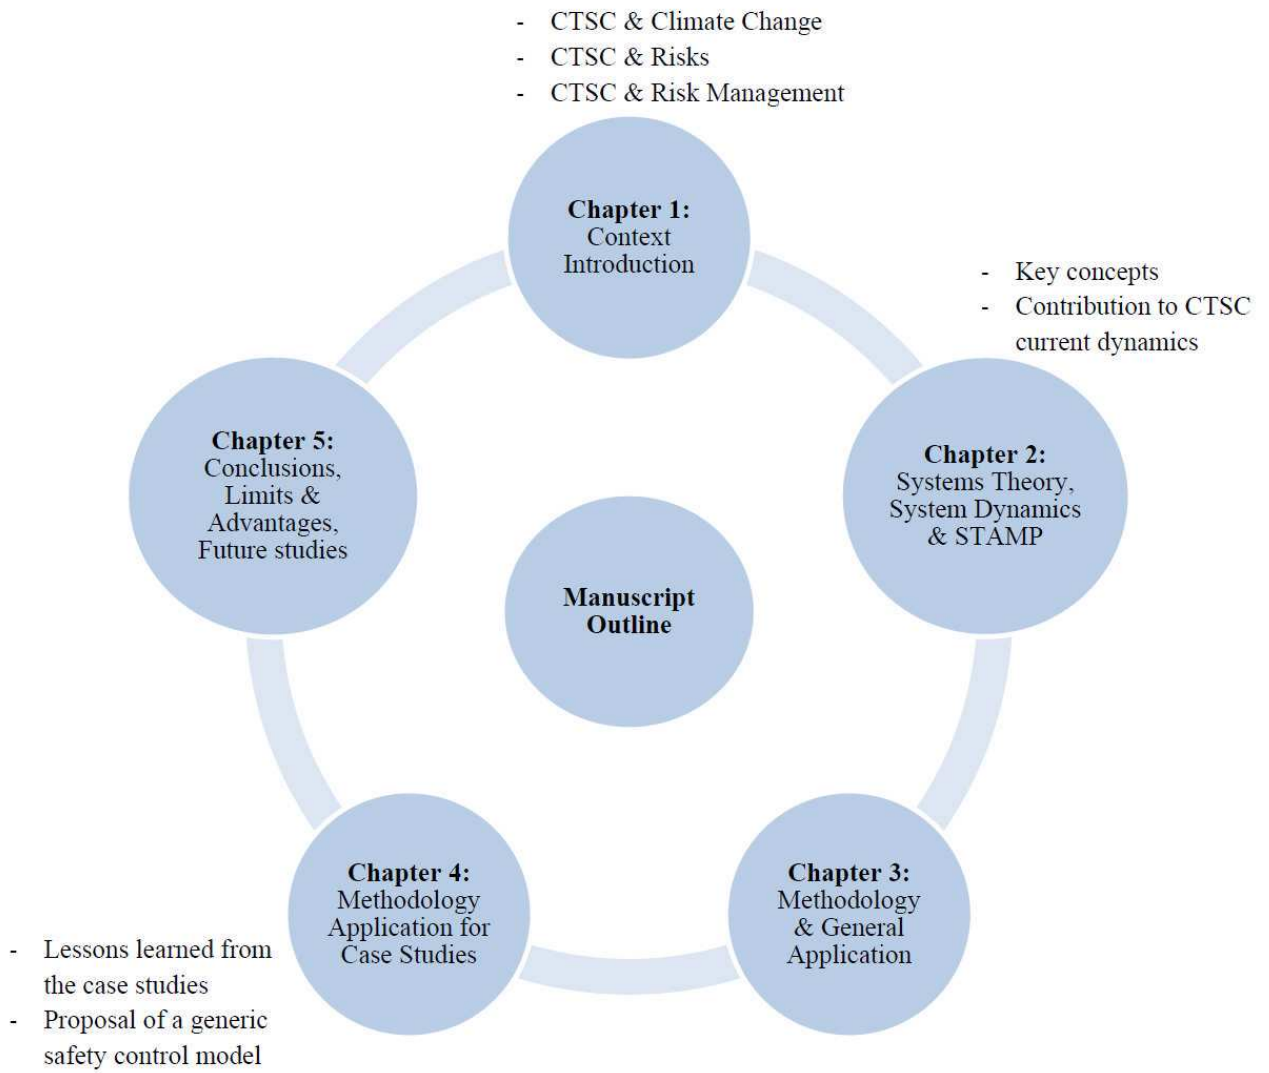 - CTSC & Climate Change
- CTSC & Risks
- CTSC & Risk Management
Chapter 1:
Context
Introduction
- Key concepts
- Contribution to CTSC
current dynamics
Chapter 2:
Systems Theory,
System Dynamics
& STAMP
Chapter 5:
Conclusions,
Limits &
Advantages,
Future studies
Manuscript
Outline
Chapter 3:
Methodology
& General
Application
Chapter 4:
Methodology
Application for
Case Studies
- Lessons learned from
the case studies
- Proposal of a generic
safety control model